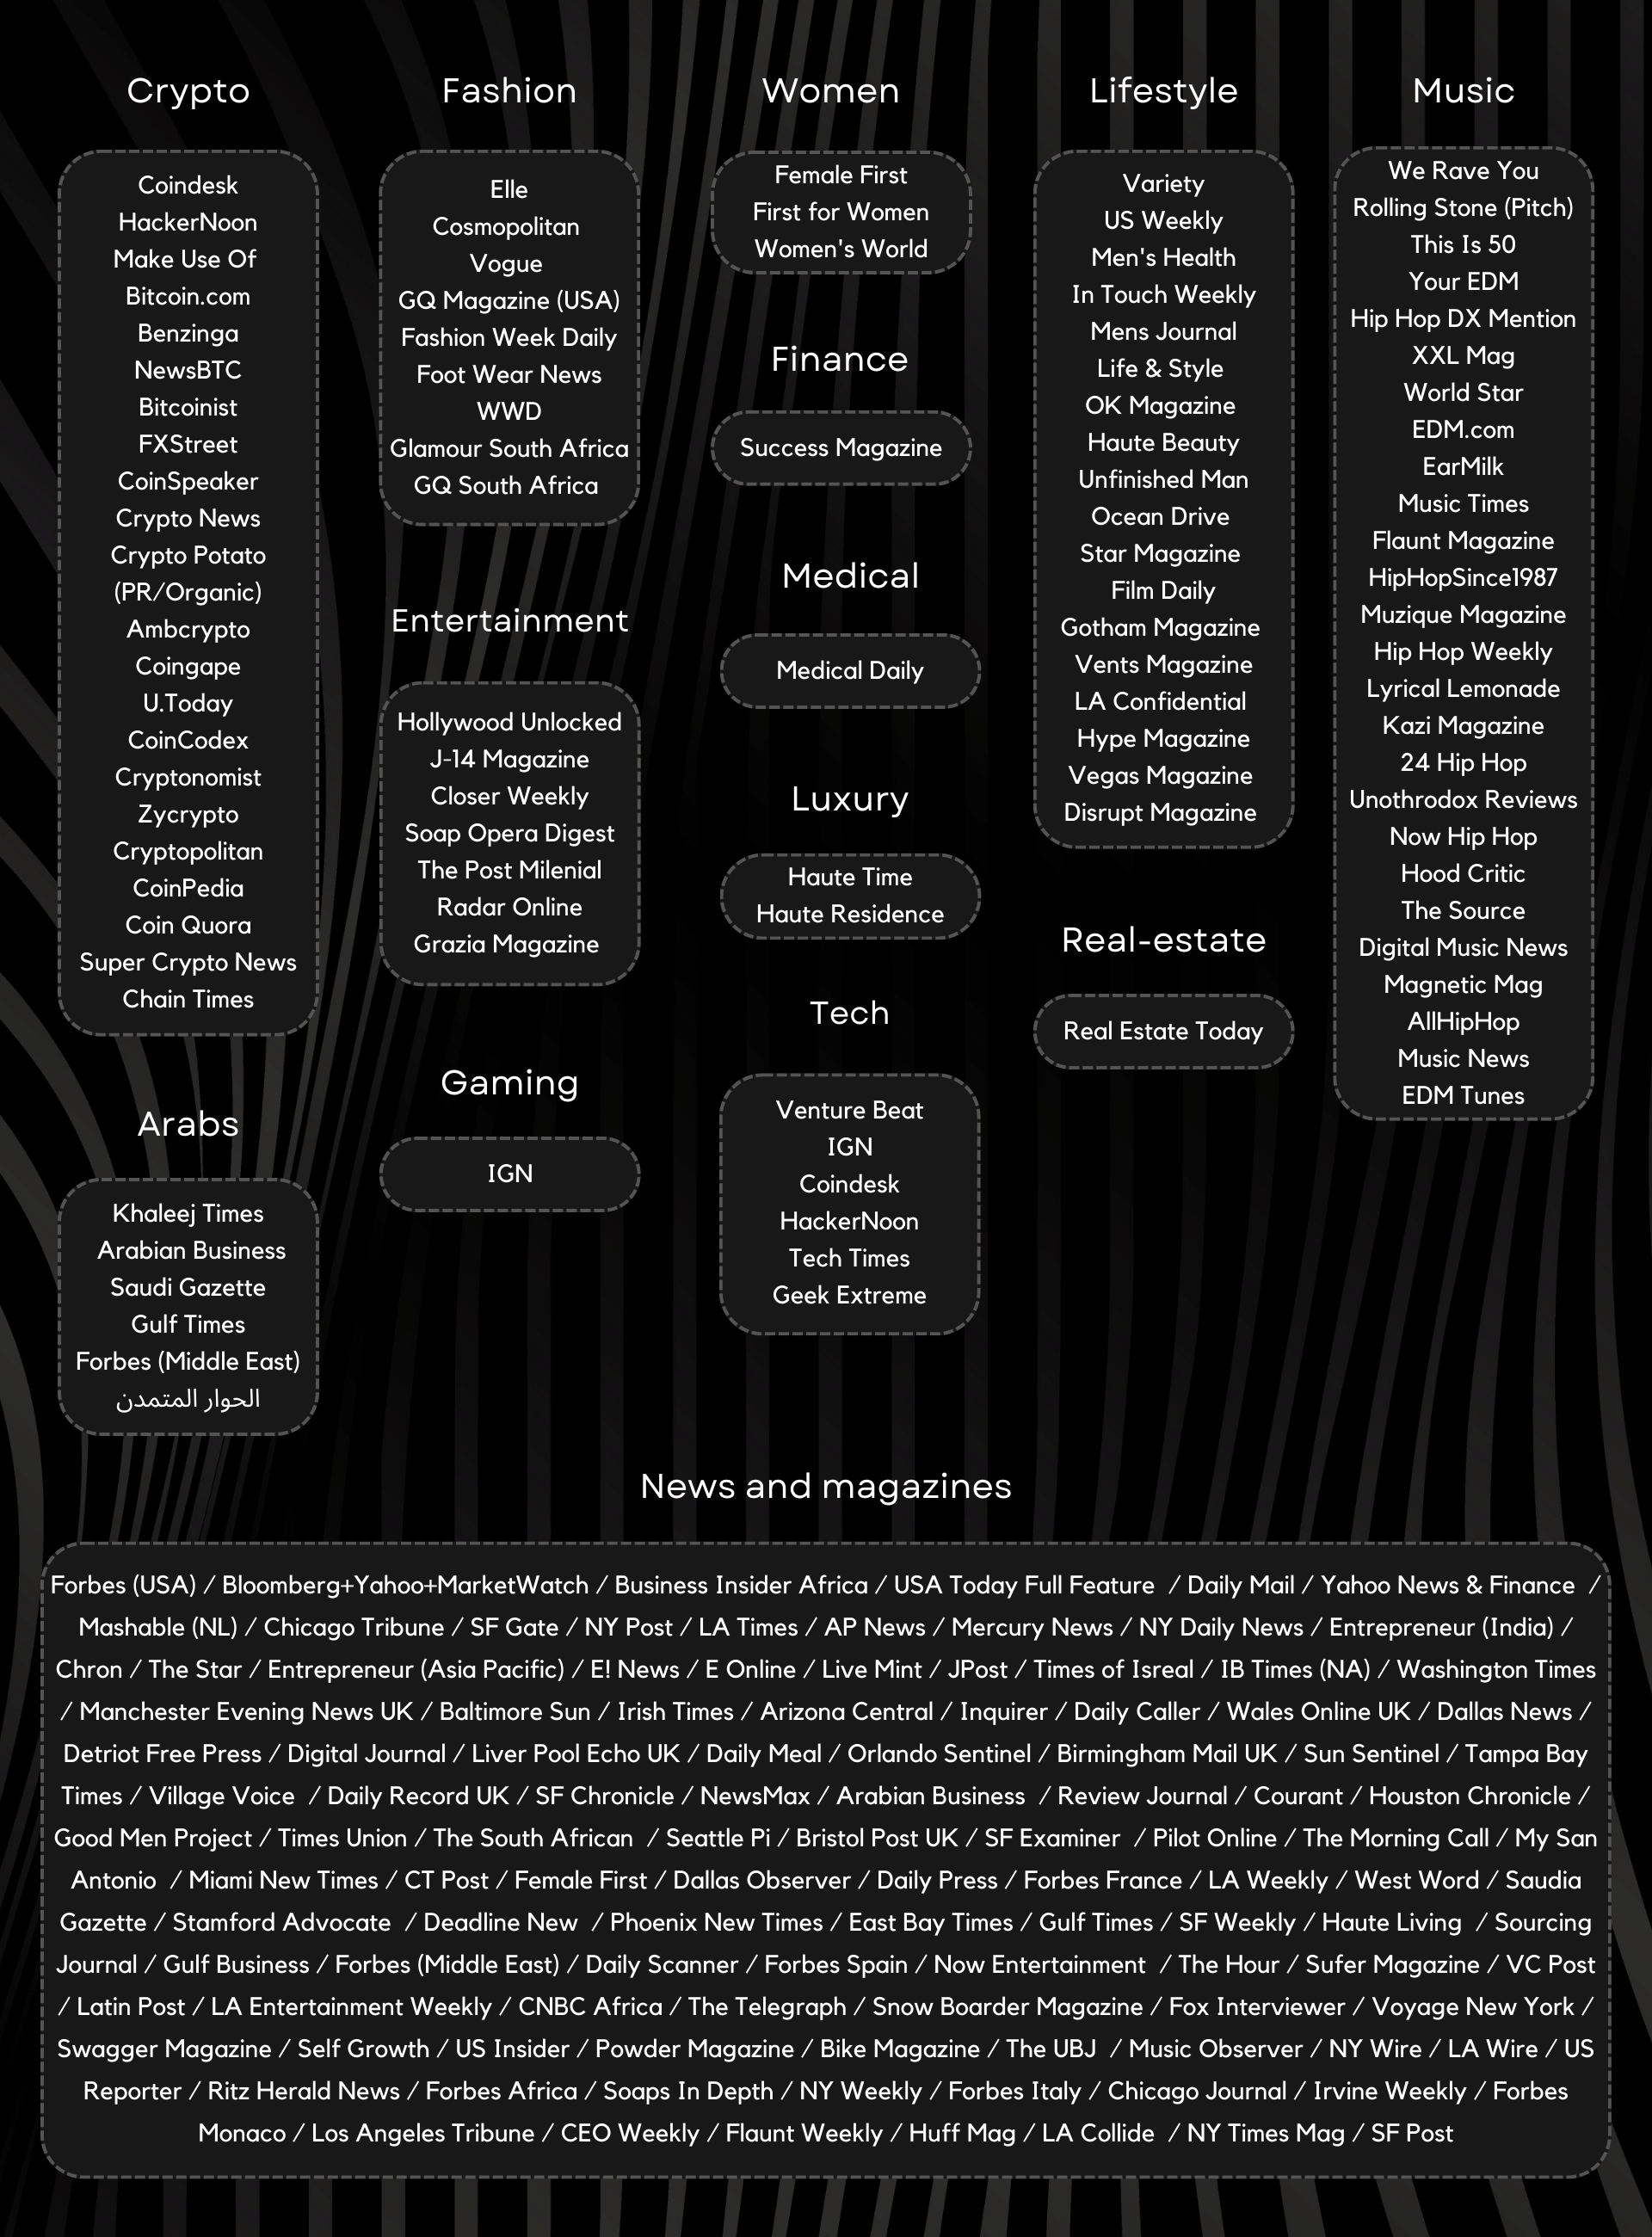 Crypto
Coindesk
HackerNoon
Make Use Of
Bitcoin.com
Benzinga
NewsBTC
Bitcoinist
FXStreet
CoinSpeaker
Crypto News
Crypto Potato
(PR/Organic)
Ambcrypto
Coingape
U.Today
CoinCodex
Cryptonomist
Zycrypto
Cryptopolitan
CoinPedia
Coin Quora
Super Crypto News
Chain Times
Arabs
Khaleej Times
Arabian Business
Saudi Gazette
Gulf Times
Forbes (Middle East)
الحوار المتمدن
Fashion
Elle
Cosmopolitan
Vogue
GQ Magazine (USA)
Fashion Week Daily
Foot Wear News
WWD
Glamour South Africa
GQ South Africa
Entertainment
Hollywood Unlocked
J-14 Magazine
Closer Weekly
Soap Opera Digest
The Post Milenial
Radar Online
Grazia Magazine
Gaming
IGN
Women
Female First
First for Women
Women's World
Finance
Success Magazine
Medical
Medical Daily
Luxury
Haute Time
Haute Residence
Tech
Venture Beat
IGN
Coindesk
HackerNoon
Tech Times
Geek Extreme
Lifestyle
Variety
US Weekly
Men's Health
In Touch Weekly
Mens Journal
Life & Style
OK Magazine
Haute Beauty
Unfinished Man
Ocean Drive
Star Magazine
Film Daily
Gotham Magazine
Vents Magazine
LA Confidential
Hype Magazine
Vegas Magazine
Disrupt Magazine
Real-estate
Real Estate Today
Music
We Rave You
Rolling Stone (Pitch)
This Is 50
Your EDM
Hip Hop DX Mention
XXL Mag
World Star
EDM.com
EarMilk
Music Times
Flaunt Magazine
HipHopSince1987
Muzique Magazine
Hip Hop Weekly
Lyrical Lemonade
Kazi Magazine
24 Hip Hop
Unothrodox Reviews
Now Hip Hop
Hood Critic
The Source
Digital Music News
Magnetic Mag
AllHipHop
Music News
EDM Tunes
News and magazines
Forbes (USA) / Bloomberg+Yahoo+MarketWatch / Business Insider Africa / USA Today Full Feature / Daily Mail / Yahoo News & Finance /
Mashable (NL) / Chicago Tribune / SF Gate / NY Post / LA Times / AP News / Mercury News / NY Daily News / Entrepreneur (India) /
Chron / The Star / Entrepreneur (Asia Pacific) / E! News / E Online / Live Mint / JPost / Times of Isreal / IB Times (NA) / Washington Times
/ Manchester Evening News UK / Baltimore Sun / Irish Times / Arizona Central / Inquirer / Daily Caller / Wales Online UK / Dallas News /
Detriot Free Press / Digital Journal / Liver Pool Echo UK / Daily Meal / Orlando Sentinel / Birmingham Mail UK / Sun Sentinel / Tampa Bay
Times / Village Voice / Daily Record UK / SF Chronicle / NewsMax / Arabian Business / Review Journal / Courant / Houston Chronicle /
Good Men Project / Times Union / The South African / Seattle Pi / Bristol Post UK / SF Examiner / Pilot Online / The Morning Call / My San
Antonio / Miami New Times / CT Post / Female First / Dallas Observer / Daily Press / Forbes France / LA Weekly / West Word / Saudia
Gazette / Stamford Advocate / Deadline New / Phoenix New Times / East Bay Times / Gulf Times / SF Weekly / Haute Living / Sourcing
Journal / Gulf Business / Forbes (Middle East) / Daily Scanner / Forbes Spain / Now Entertainment / The Hour / Sufer Magazine / VC Post
/ Latin Post / LA Entertainment Weekly / CNBC Africa / The Telegraph / Snow Boarder Magazine / Fox Interviewer / Voyage New York /
Swagger Magazine / Self Growth / US Insider / Powder Magazine / Bike Magazine / The UBJ / Music Observer / NY Wire / LA Wire / US
Reporter / Ritz Herald News / Forbes Africa / Soaps In Depth / NY Weekly / Forbes Italy / Chicago Journal / Irvine Weekly / Forbes
Monaco / Los Angeles Tribune / CEO Weekly / Flaunt Weekly / Huff Mag / LA Collide / NY Times Mag / SF Post